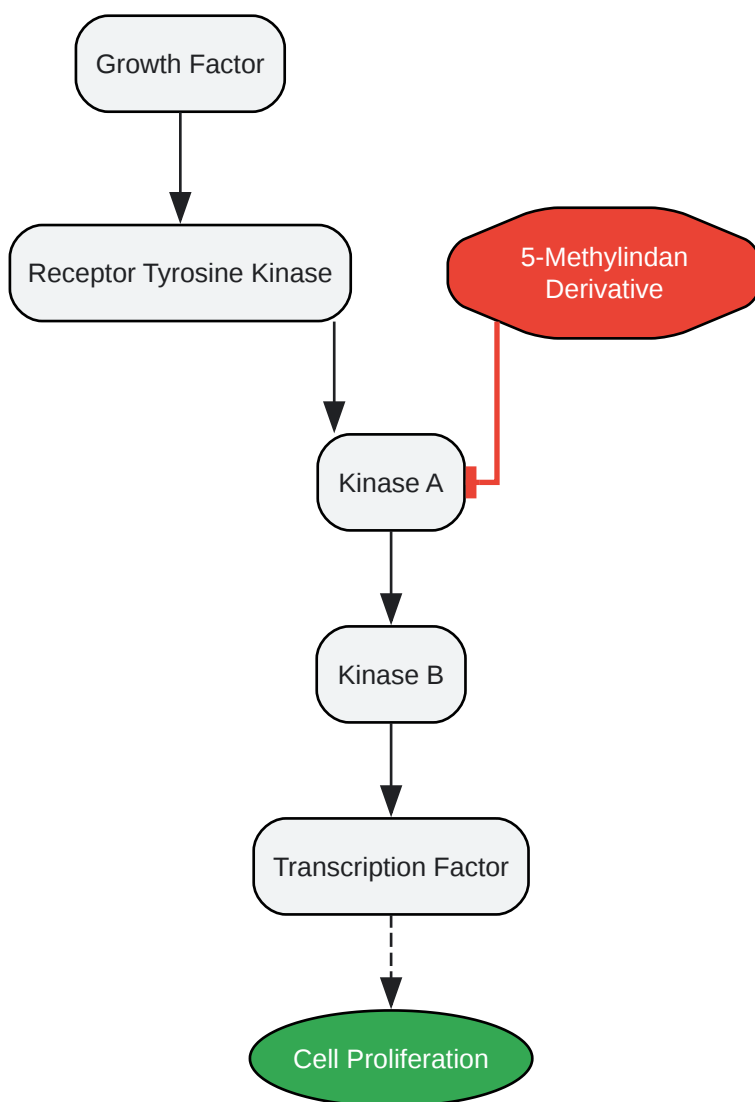 Growth Factor
Receptor Tyrosine Kinase
5-Methylindan
Derivative
Kinase A
Kinase B
Transcription Factor
Cell Proliferation